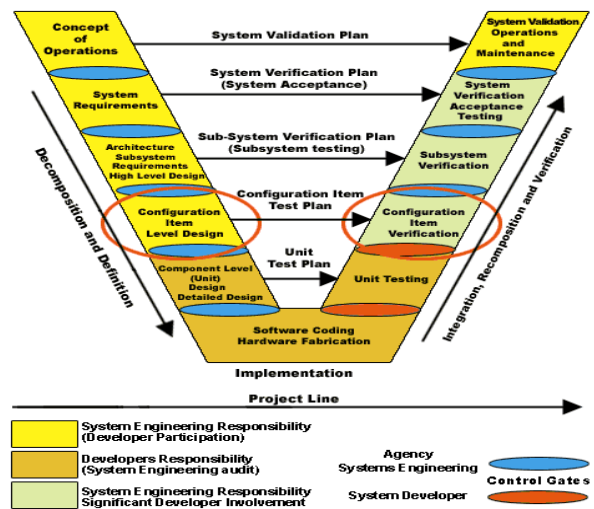 Concept
of
Operations
System Validation Plan
System Validation
Operations
and
Maintenance
System
Requirements
System Verification Plan
(System Acceptance)
System
Verification
Acceptance
Testing
Architecture
Subsystem
Requirements
High Level Design
Sub-System Verification Plan
(Subsystem testing)
Subsystem
Verification
Configuration
Item
Level Design
Configuration Item
Test Plan
Configuration
Item
Verification
Component Level
(Unit)
Design
Detailed Design
Unit
Test Plan
Unit Testing
Software Coding
Hardware Fabrication
Implementation
Decomposition and Definition
Integration, Recomposition and Verification
Project Line
System Engineering Responsibility
(Developer Participation)
Developers Responsibility
(System Engineering audit)
System Engineering Responsibility
Significant Developer Involvement
Agency
Systems Engineering
Control Gates
System Developer